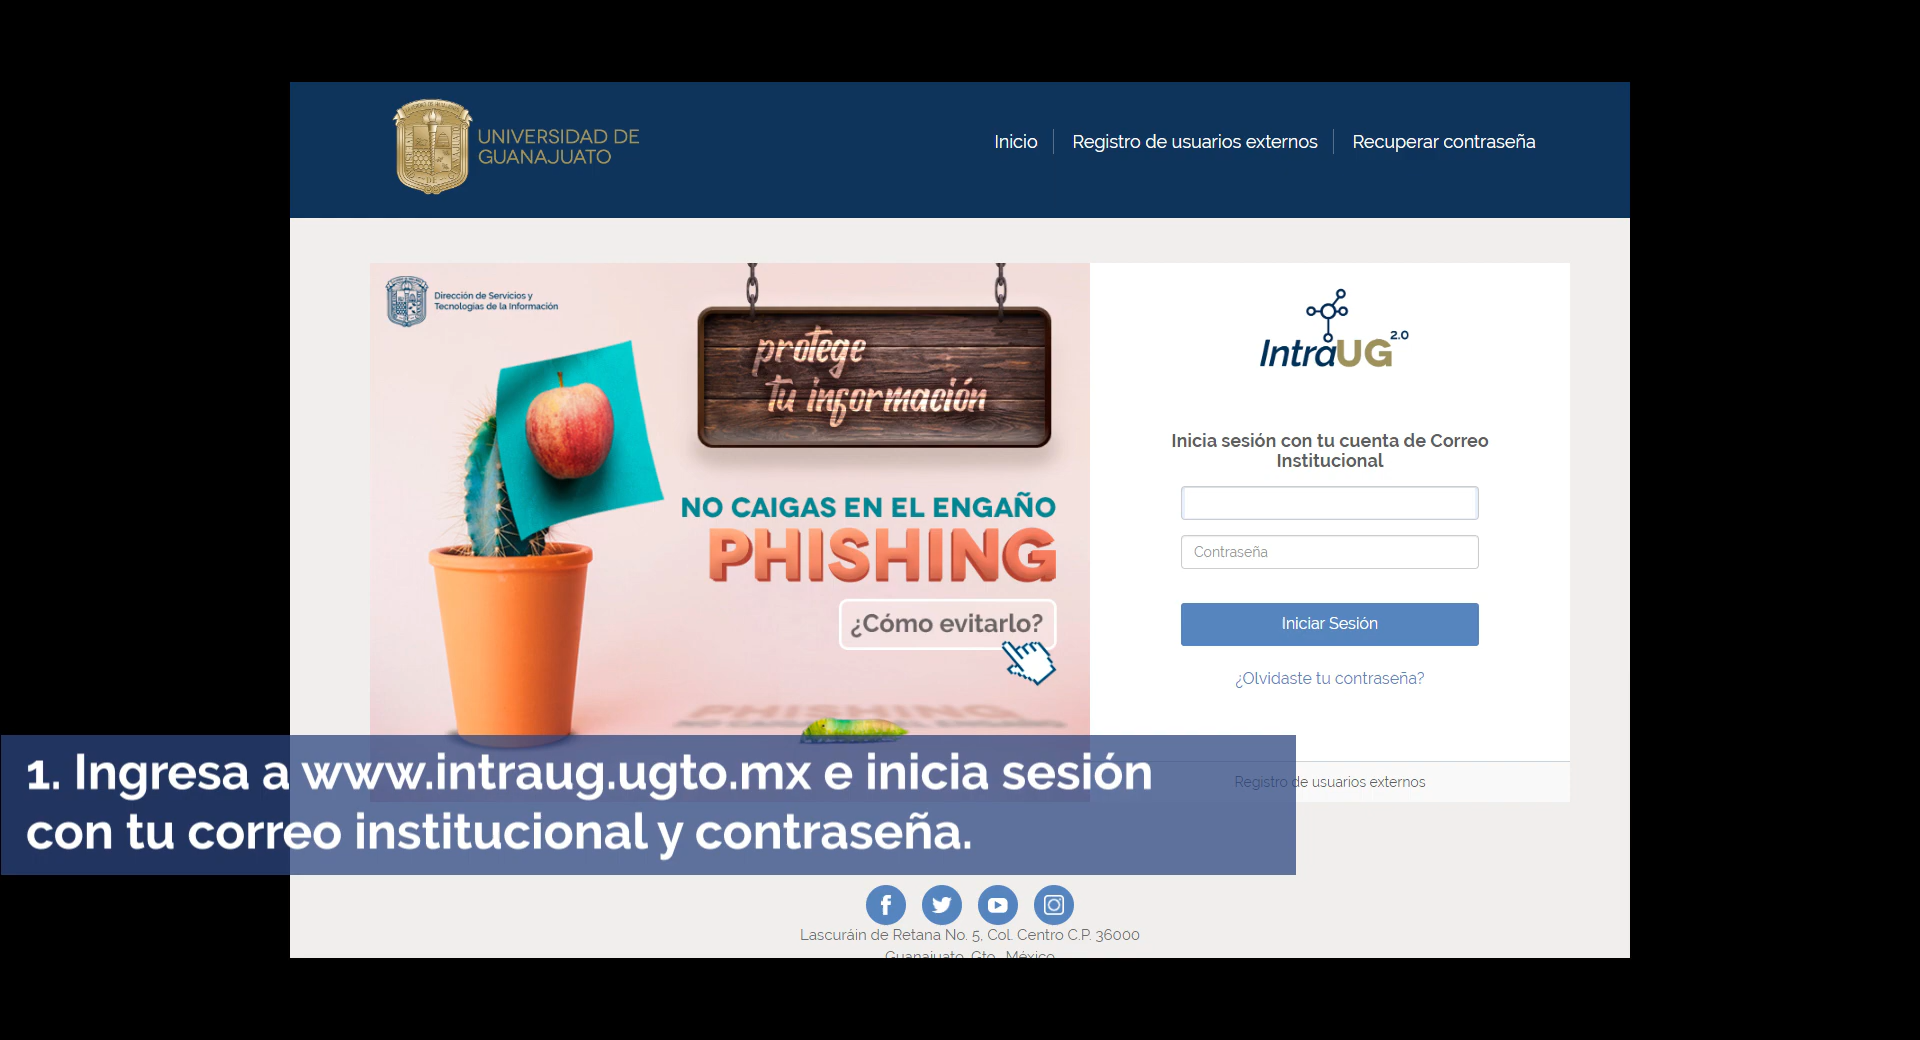 UNIVERSIDAD DE
GUANAJUATO
Inicio
Registro de usuarios externos
Recuperar contraseña
Dirección de Servicios y
Tecnologías de la Información
protege
tu información
NO CAIGAS EN EL ENGAÑO
PHISHING
¿Cómo evitarlo?
IntraUG 2.0
Inicia sesión con tu cuenta de Correo
Institucional
Contraseña
Iniciar Sesión
¿Olvidaste tu contraseña?
Registro de usuarios externos
1. Ingresa a www.intraug.ugto.mx e inicia sesión
con tu correo institucional y contraseña.
Lascuráin de Retana No. 5, Col. Centro C.P. 36000
Guanajuato, Gto., México